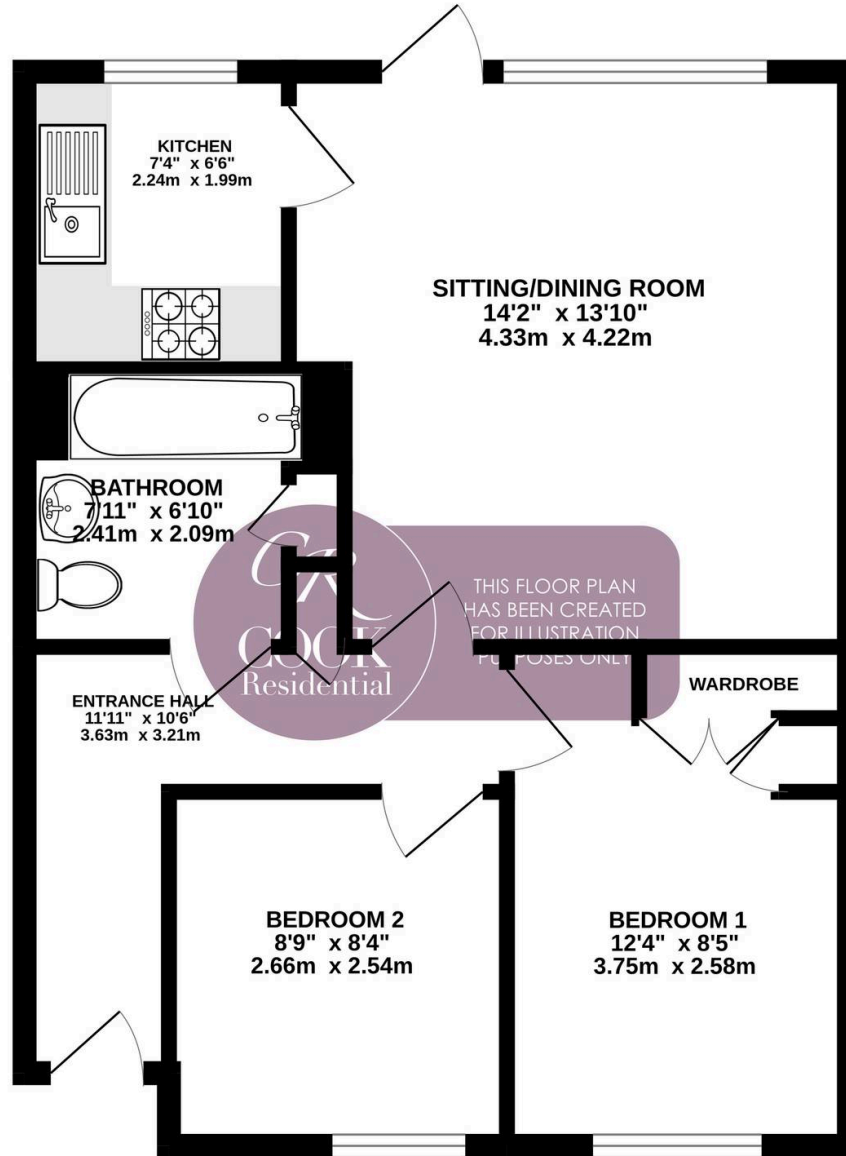 KITCHEN
7'4" x 6'6"
2.24m x 1.99m
SITTING/DINING ROOM
14'2" x 13'10"
4.33m x 4.22m
BATHROOM
7'11" x 6'10"
2.41m x 2.09m
CR
COOK
Residential
THIS FLOOR PLAN
HAS BEEN CREATED
FOR ILLUSTRATION
PURPOSES ONLY
ENTRANCE HALL
11'11" x 10'6"
3.63m x 3.21m
WARDROBE
BEDROOM 2
8'9" x 8'4"
2.66m x 2.54m
BEDROOM 1
12'4" x 8'5"
3.75m x 2.58m